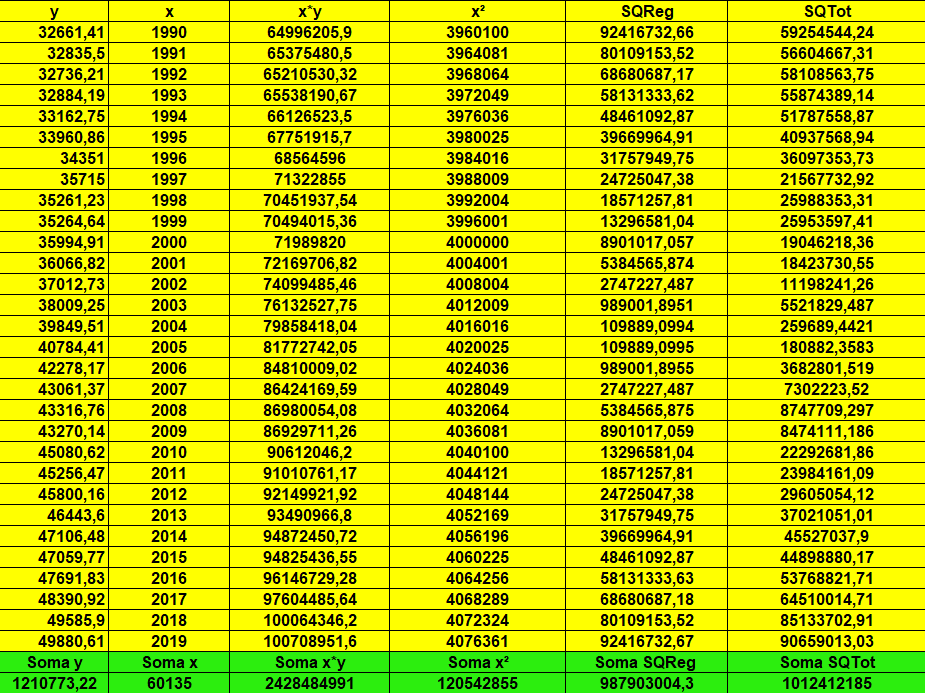 y x x*y x² SQReg SQTot
32661,41 1990 64996205,9 3960100 92416732,66 59254544,24
32835,5 1991 65375480,5 3964081 80109153,52 56604667,31
32736,21 1992 65210530,32 3968064 68680687,17 58108563,75
32884,19 1993 65538190,67 3972049 58131333,62 55874389,14
33162,75 1994 66126523,5 3976036 48461092,87 51787558,87
33960,86 1995 67751915,7 3980025 39669964,91 40937568,94
34351 1996 68564596 3984016 31757949,75 36097353,73
35715 1997 71322855 3988009 24725047,38 21567732,92
35261,23 1998 70451937,54 3992004 18571257,81 25988353,31
35264,64 1999 70494015,36 3996001 13296581,04 25953597,41
35994,91 2000 71989820 4000000 8901017,057 19046218,36
36066,82 2001 72169706,82 4004001 5384565,874 18423730,55
37012,73 2002 74099485,46 4008004 2747227,487 11198241,26
38009,25 2003 76132527,75 4012009 989001,8951 5521829,487
39849,51 2004 79858418,04 4016016 109889,0994 259689,4421
40784,41 2005 81772742,05 4020025 109889,0995 180882,3583
42278,17 2006 84810009,02 4024036 989001,8955 3682801,519
43061,37 2007 86424169,59 4028049 2747227,487 7302223,52
43316,76 2008 86980054,08 4032064 5384565,875 8747709,297
43270,14 2009 86929711,26 4036081 8901017,059 8474111,186
45080,62 2010 90612046,2 4040100 13296581,04 22292681,86
45256,47 2011 91010761,17 4044121 18571257,81 23984161,09
45800,16 2012 92149921,92 4048144 24725047,38 29605054,12
46443,6 2013 93490966,8 4052169 31757949,75 37021051,01
47106,48 2014 94872450,72 4056196 39669964,91 45527037,9
47059,77 2015 94825436,55 4060225 48461092,87 44898880,17
47691,83 2016 96146729,28 4064256 58131333,63 53768821,71
48390,92 2017 97604485,64 4068289 68680687,18 64510014,71
49585,9 2018 100064346,2 4072324 80109153,52 85133702,91
49880,61 2019 100708951,6 4076361 92416732,67 90659013,03
Soma y Soma x Soma x*y Soma x² Soma SQReg Soma SQTot
1210773,22 60135 2428484991 120542855 987903004,3 1012412185